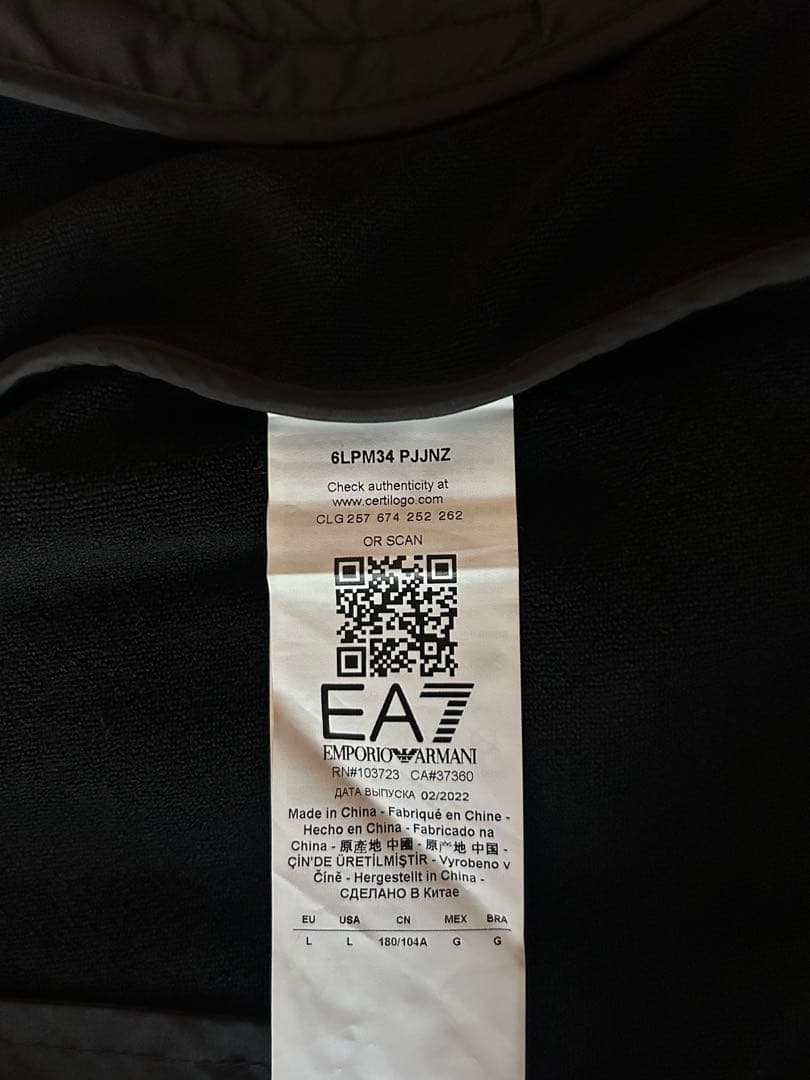 6LPM34 PJJNZ
Check authenticity at
www.certilogo.com
CLG 257 674 252 262
OR SCAN
EA7
EMPORIO ARMANI
RN#103723 CA#37360
ДАТА ВЫПУСКА 02/2022
Made in China - Fabriqué en Chine -
Hecho en China - Fabricado na
China - 原產地 中國 - 原产地 中国 -
ÇİN'DE ÜRETİLMİŞTİR - Vyrobeno v
Číně - Hergestellt in China -
СДЕЛАНО В Китае
EU USA CN MEX BRA
L L 180/104A G G